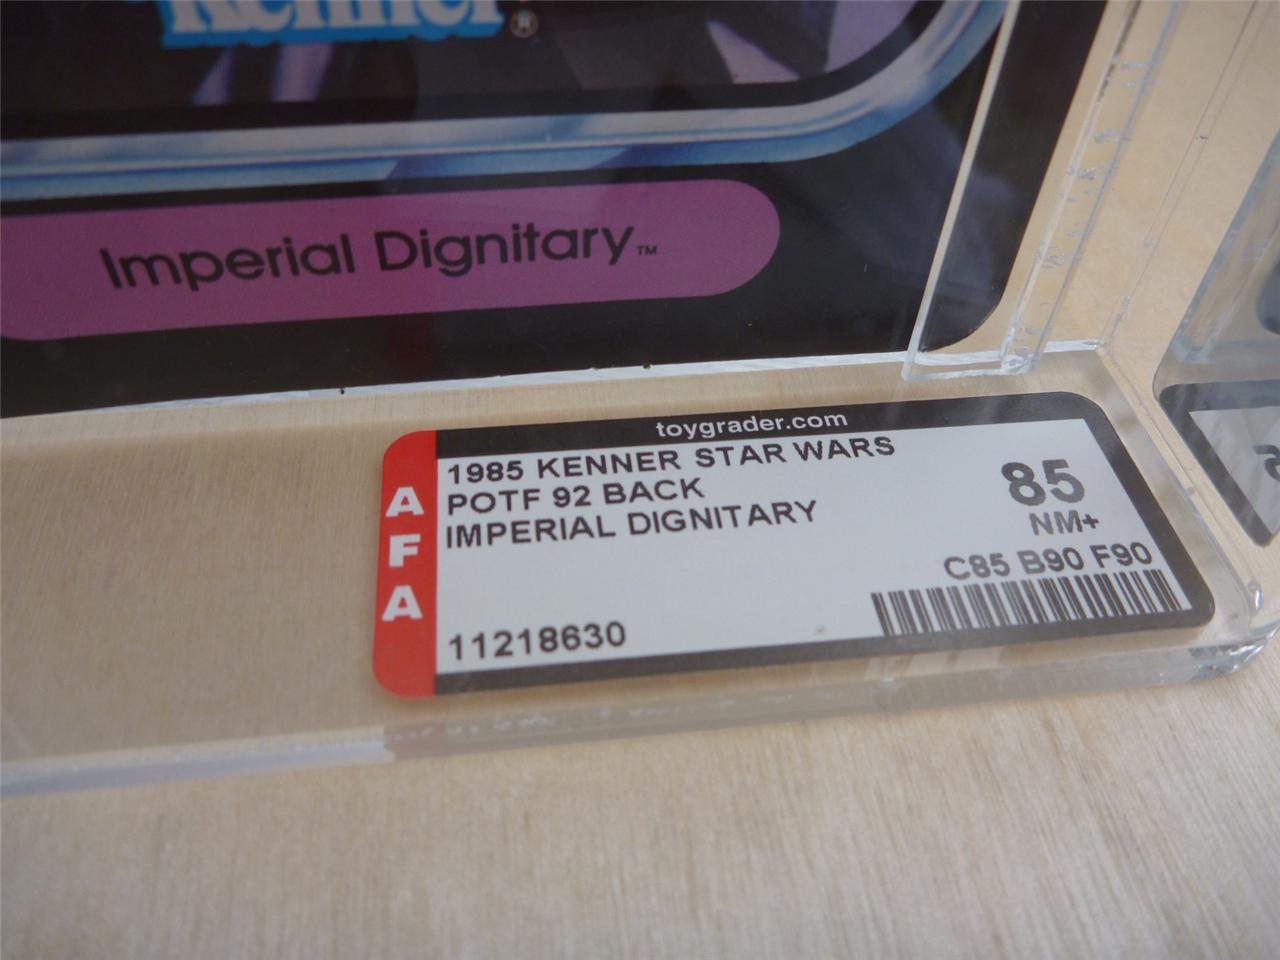 Kenner®
Imperial Dignitary™
toygrader.com
AFA
1985 KENNER STAR WARS
POTF 92 BACK
IMPERIAL DIGNITARY
85
NM+
C85 B90 F90
11218630